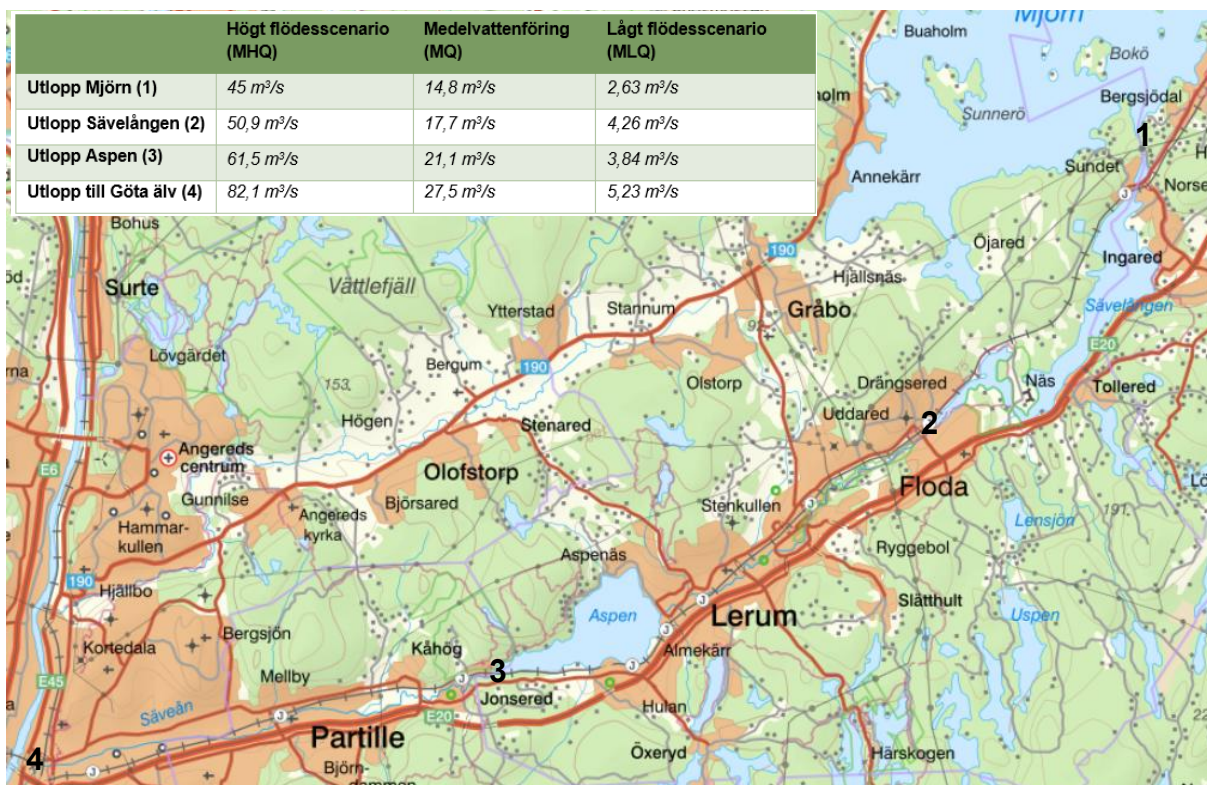 Högt flödesscenario (MHQ)
Medelvattenföring (MQ)
Lågt flödesscenario (MLQ)
Utlopp Mjörn (1) 45 m³/s 14,8 m³/s 2,63 m³/s
Utlopp Sävelången (2) 50,9 m³/s 17,7 m³/s 4,26 m³/s
Utlopp Aspen (3) 61,5 m³/s 21,1 m³/s 3,84 m³/s
Utlopp till Göta älv (4) 82,1 m³/s 27,5 m³/s 5,23 m³/s
Mjörn
Buaholm
Bokö
Bergsjödal
Sunnerö
1
Sundet
Annekärr
J
Bohus
190
Öjared
Ingared
Hjällsnäs
Surte
Vättlefjäll
Ytterstad
Stannum
Gråbo
Sävelången
E20
Lövgärdet
Bergum
190
153
Olstorp
Drängsered
Näs
Tollered
Högen
Uddared
2
Stenared
Angereds
centrum
E6
Olofstorp
Floda
Gunnilse
Björsared
Stenkullen
J
Lensjön
191
Angereds
kyrka
Hammar-
kullen
Aspenäs
Ryggebol
190
Hjällbo
Aspen
J
Lerum
Slätthult
Uspen
Kortedala
Bergsjön
J
Almekärr
Kåhög
3
E45
Mellby
J
J
Jonsered
Hulan
Säveån
J
E20
Partille
Öxeryd
Härskogen
4
J
Björn-